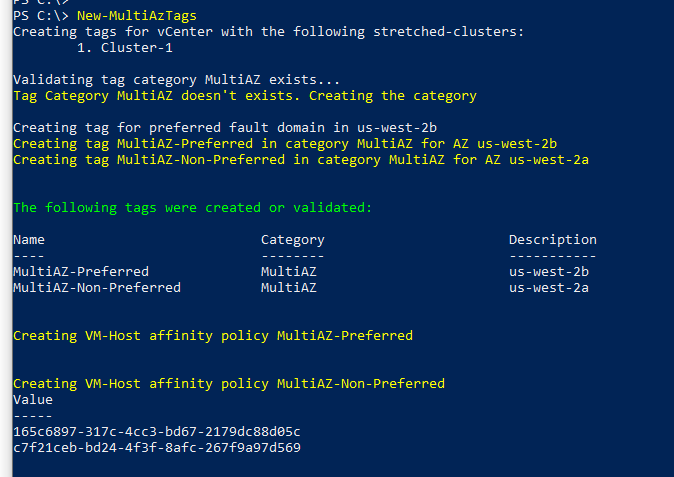 PS C:\>
PS C:\> New-MultiAzTags
Creating tags for vCenter with the following stretched-clusters:
1. Cluster-1
Validating tag category MultiAZ exists...
Tag Category MultiAZ doesn't exists. Creating the category
Creating tag for preferred fault domain in us-west-2b
Creating tag MultiAZ-Preferred in category MultiAZ for AZ us-west-2b
Creating tag MultiAZ-Non-Preferred in category MultiAZ for AZ us-west-2a
The following tags were created or validated:
Name Category Description
---- -------- -----------
MultiAZ-Preferred MultiAZ us-west-2b
MultiAZ-Non-Preferred MultiAZ us-west-2a
Creating VM-Host affinity policy MultiAZ-Preferred
Creating VM-Host affinity policy MultiAZ-Non-Preferred
Value
-----
165c6897-317c-4cc3-bd67-2179dc88d05c
c7f21ceb-bd24-4f3f-8afc-267f9a97d569